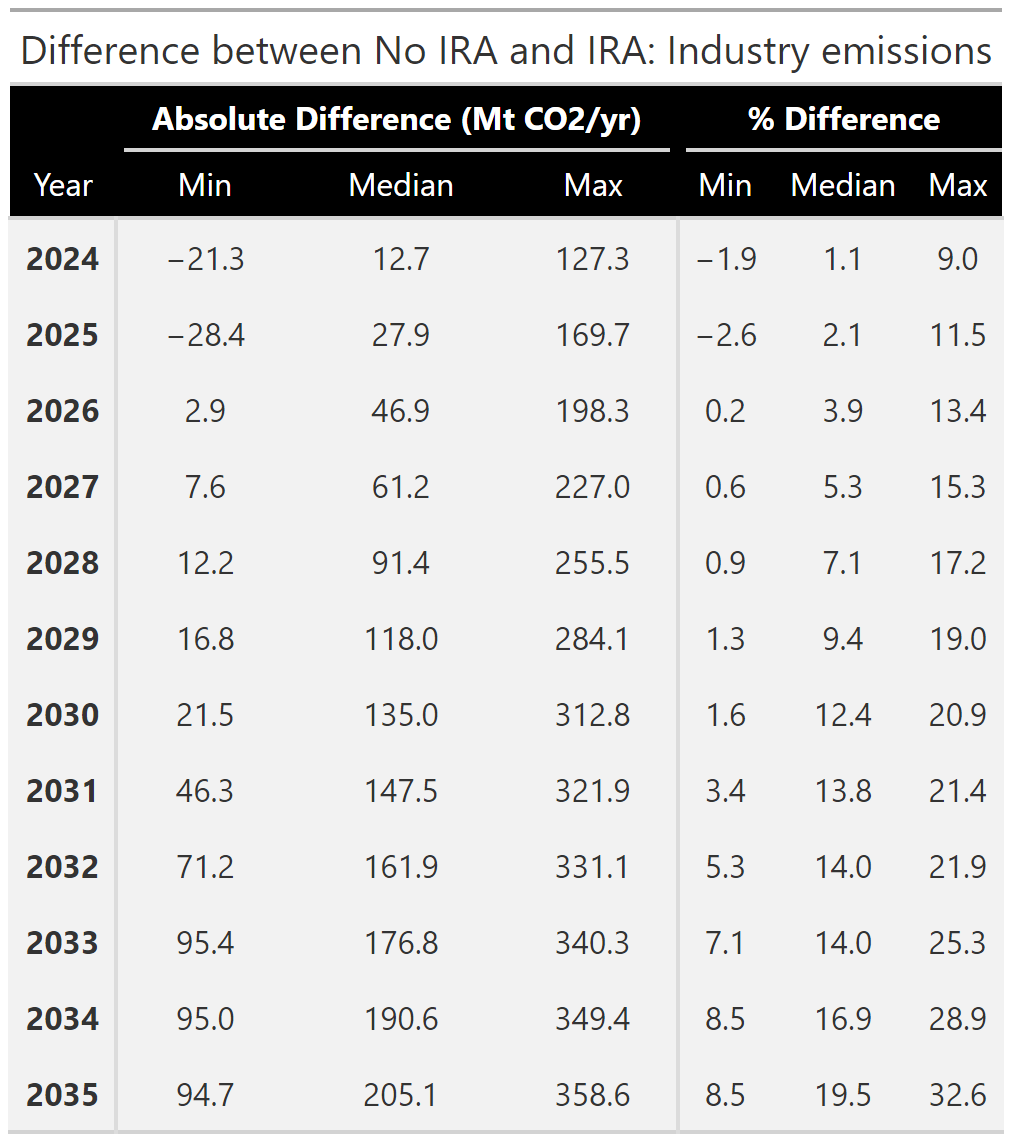 Difference between No IRA and IRA: Industry emissions
Absolute Difference (Mt CO2/yr) % Difference
Year Min Median Max Min Median Max
2024 −21.3 12.7 127.3 −1.9 1.1 9.0
2025 −28.4 27.9 169.7 −2.6 2.1 11.5
2026 2.9 46.9 198.3 0.2 3.9 13.4
2027 7.6 61.2 227.0 0.6 5.3 15.3
2028 12.2 91.4 255.5 0.9 7.1 17.2
2029 16.8 118.0 284.1 1.3 9.4 19.0
2030 21.5 135.0 312.8 1.6 12.4 20.9
2031 46.3 147.5 321.9 3.4 13.8 21.4
2032 71.2 161.9 331.1 5.3 14.0 21.9
2033 95.4 176.8 340.3 7.1 14.0 25.3
2034 95.0 190.6 349.4 8.5 16.9 28.9
2035 94.7 205.1 358.6 8.5 19.5 32.6